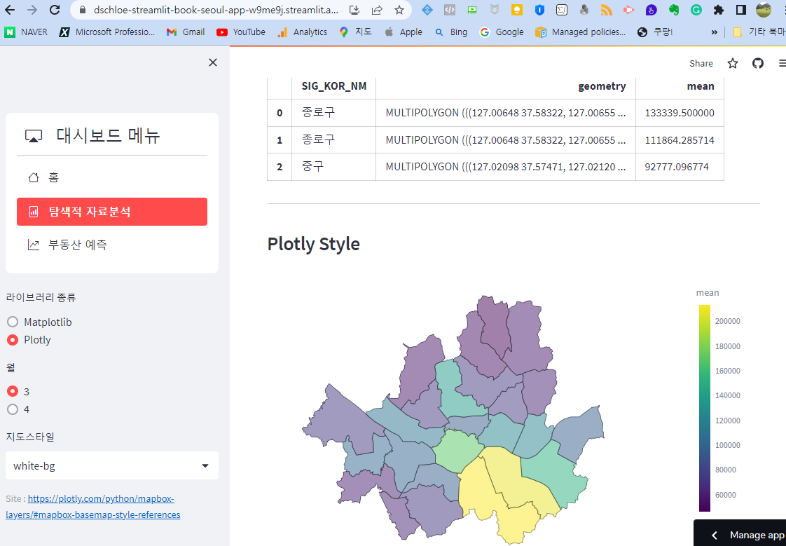 dschloe-streamlit-book-seoul-app-w9me9j.streamlit.a...
NAVER
Microsoft Professio...
Gmail
YouTube
Analytics
지도
Apple
Bing
Google
Managed policies...
쿠팡!
»
기타 북마
Share
대시보드 메뉴
홈
탐색적 자료분석
부동산 예측
라이브러리 종류
Matplotlib
Plotly
월
3
4
지도스타일
white-bg
Site : https://plotly.com/python/mapbox-
layers/#mapbox-basemap-style-references
SIG_KOR_NM geometry mean
0 종로구 MULTIPOLYGON (((127.00648 37.58322, 127.00655 ... 133339.500000
1 종로구 MULTIPOLYGON (((127.00648 37.58322, 127.00655 ... 111864.285714
2 중구 MULTIPOLYGON (((127.02098 37.57471, 127.02120 ... 92777.096774
Plotly Style
mean
200000
180000
160000
140000
120000
100000
80000
60000
Manage app